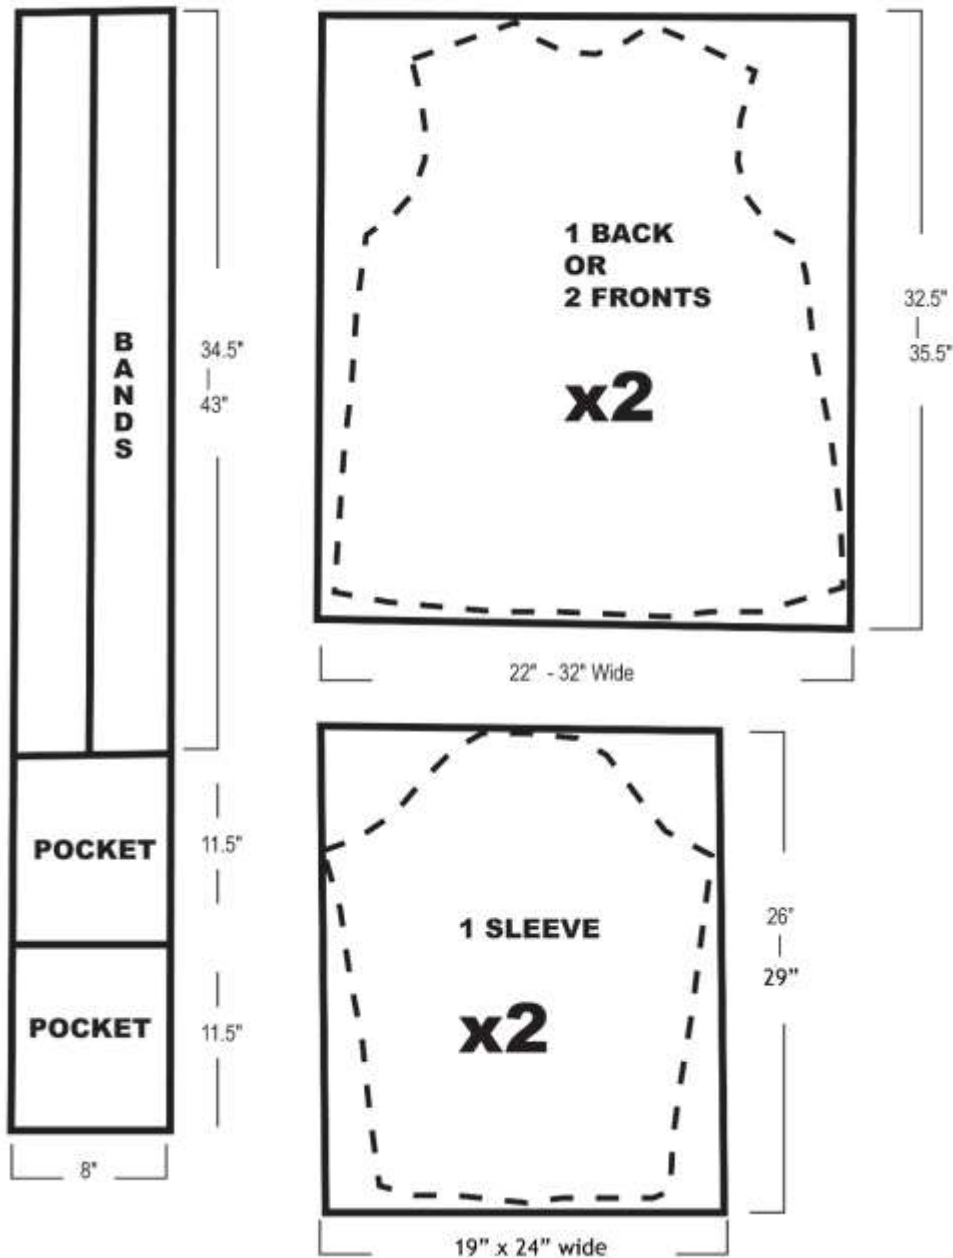 B
A
N
D
S
34.5"
|
43"
POCKET
11.5"
POCKET
11.5"
8"
1 BACK
OR
2 FRONTS
x2
32.5"
|
35.5"
22" - 32" Wide
1 SLEEVE
x2
26"
|
29”
19” x 24” wide